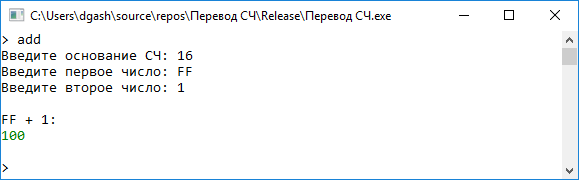 C:\Users\dgash\source\repos\Перевод СЧ\Release\Перевод СЧ.exe
> add
Введите основание СЧ: 16
Введите первое число: FF
Введите второе число: 1
FF + 1:
100
>